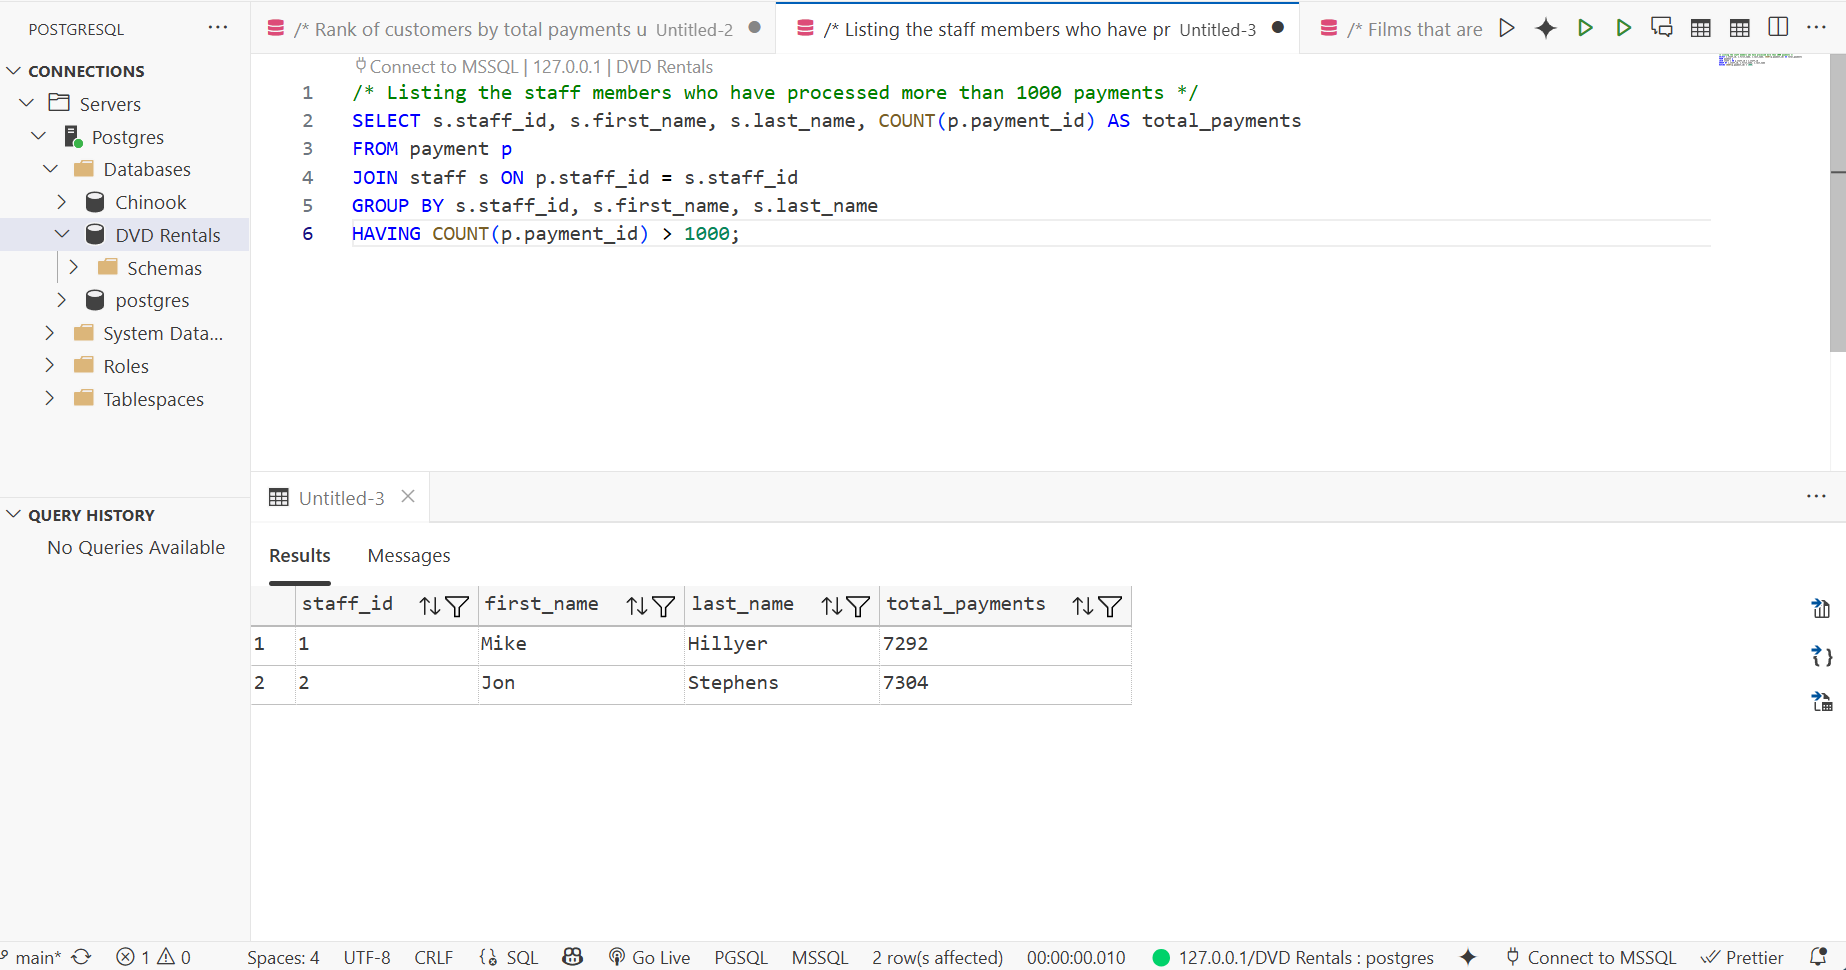 POSTGRESQL ...
CONNECTIONS
Servers
Postgres
Databases
Chinook
DVD Rentals
Schemas
postgres
System Data...
Roles
Tablespaces
QUERY HISTORY
No Queries Available
/* Rank of customers by total payments u Untitled-2
/* Listing the staff members who have pr Untitled-3
/* Films that are
Connect to MSSQL | 127.0.0.1 | DVD Rentals
1 /* Listing the staff members who have processed more than 1000 payments */
2 SELECT s.staff_id, s.first_name, s.last_name, COUNT(p.payment_id) AS total_payments
3 FROM payment p
4 JOIN staff s ON p.staff_id = s.staff_id
5 GROUP BY s.staff_id, s.first_name, s.last_name
6 HAVING COUNT(p.payment_id) > 1000;
Untitled-3
Results Messages
staff_id first_name last_name total_payments
1 1 Mike Hillyer 7292
2 2 Jon Stephens 7304
main* 1 0 Spaces: 4 UTF-8 CRLF SQL Go Live PGSQL MSSQL 2 row(s affected) 00:00:00.010 127.0.0.1/DVD Rentals : postgres Connect to MSSQL Prettier